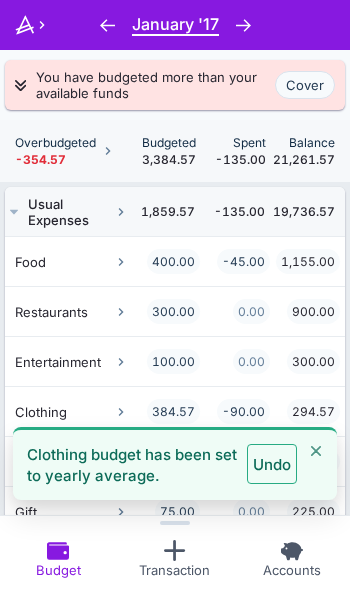 January '17
You have budgeted more than your
available funds
Cover
Overbudgeted Budgeted Spent Balance
-354.57 3,384.57 -135.00 21,261.57
Usual
Expenses 1,859.57 -135.00 19,736.57
Food 400.00 -45.00 1,155.00
Restaurants 300.00 0.00 900.00
Entertainment 100.00 0.00 300.00
Clothing 384.57 -90.00 294.57
Clothing budget has been set
to yearly average.
Undo
Gift 75.00 0.00 225.00
Budget Transaction Accounts